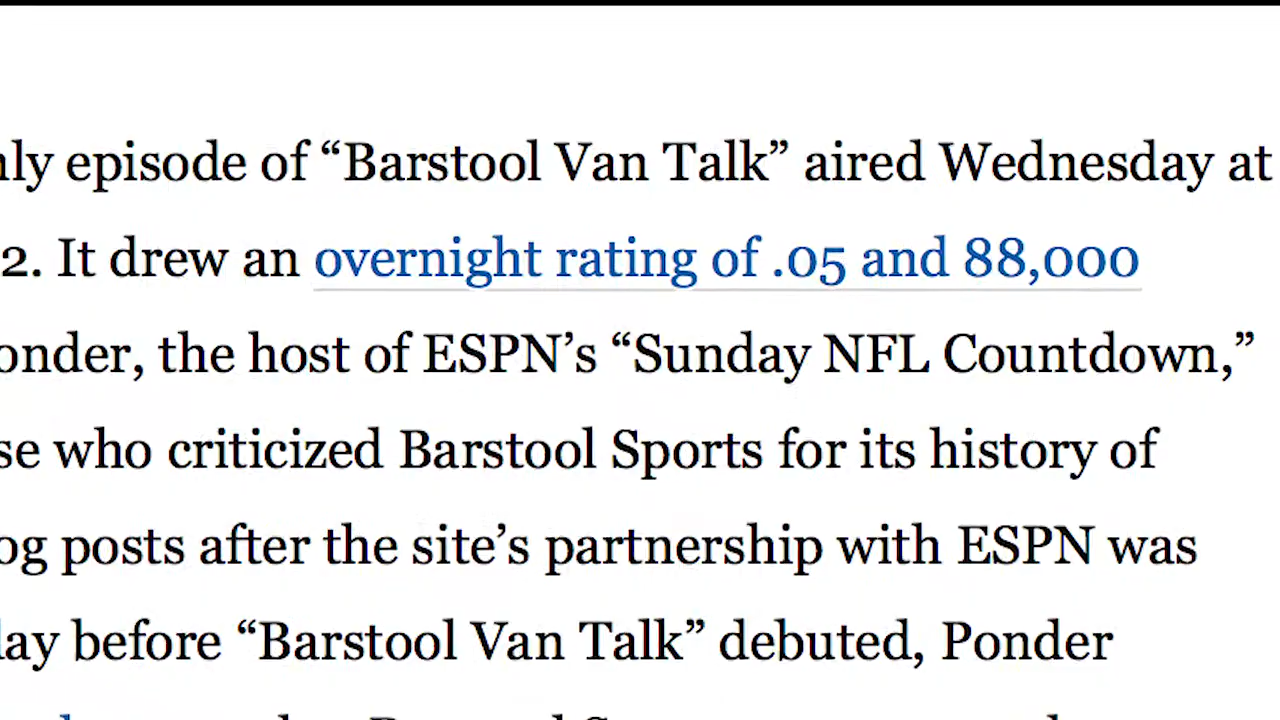 nly episode of “Barstool Van Talk” aired Wednesday at
2. It drew an overnight rating of .05 and 88,000
onder, the host of ESPN’s “Sunday NFL Countdown,”
se who criticized Barstool Sports for its history of
og posts after the site’s partnership with ESPN was
lay before “Barstool Van Talk” debuted, Ponder